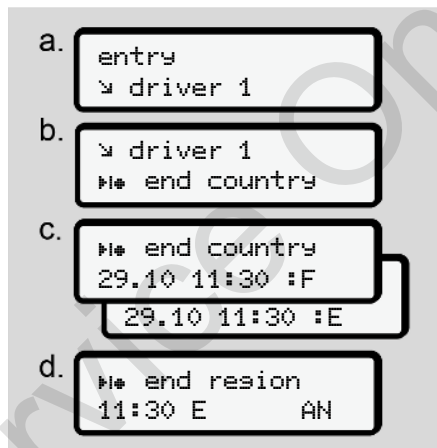 a.
entry
↘ driver 1
b.
↘ driver 1
end country
c.
end country
29.10 11:30 :F
29.10 11:30 :E
d.
end region
11:30 E AN